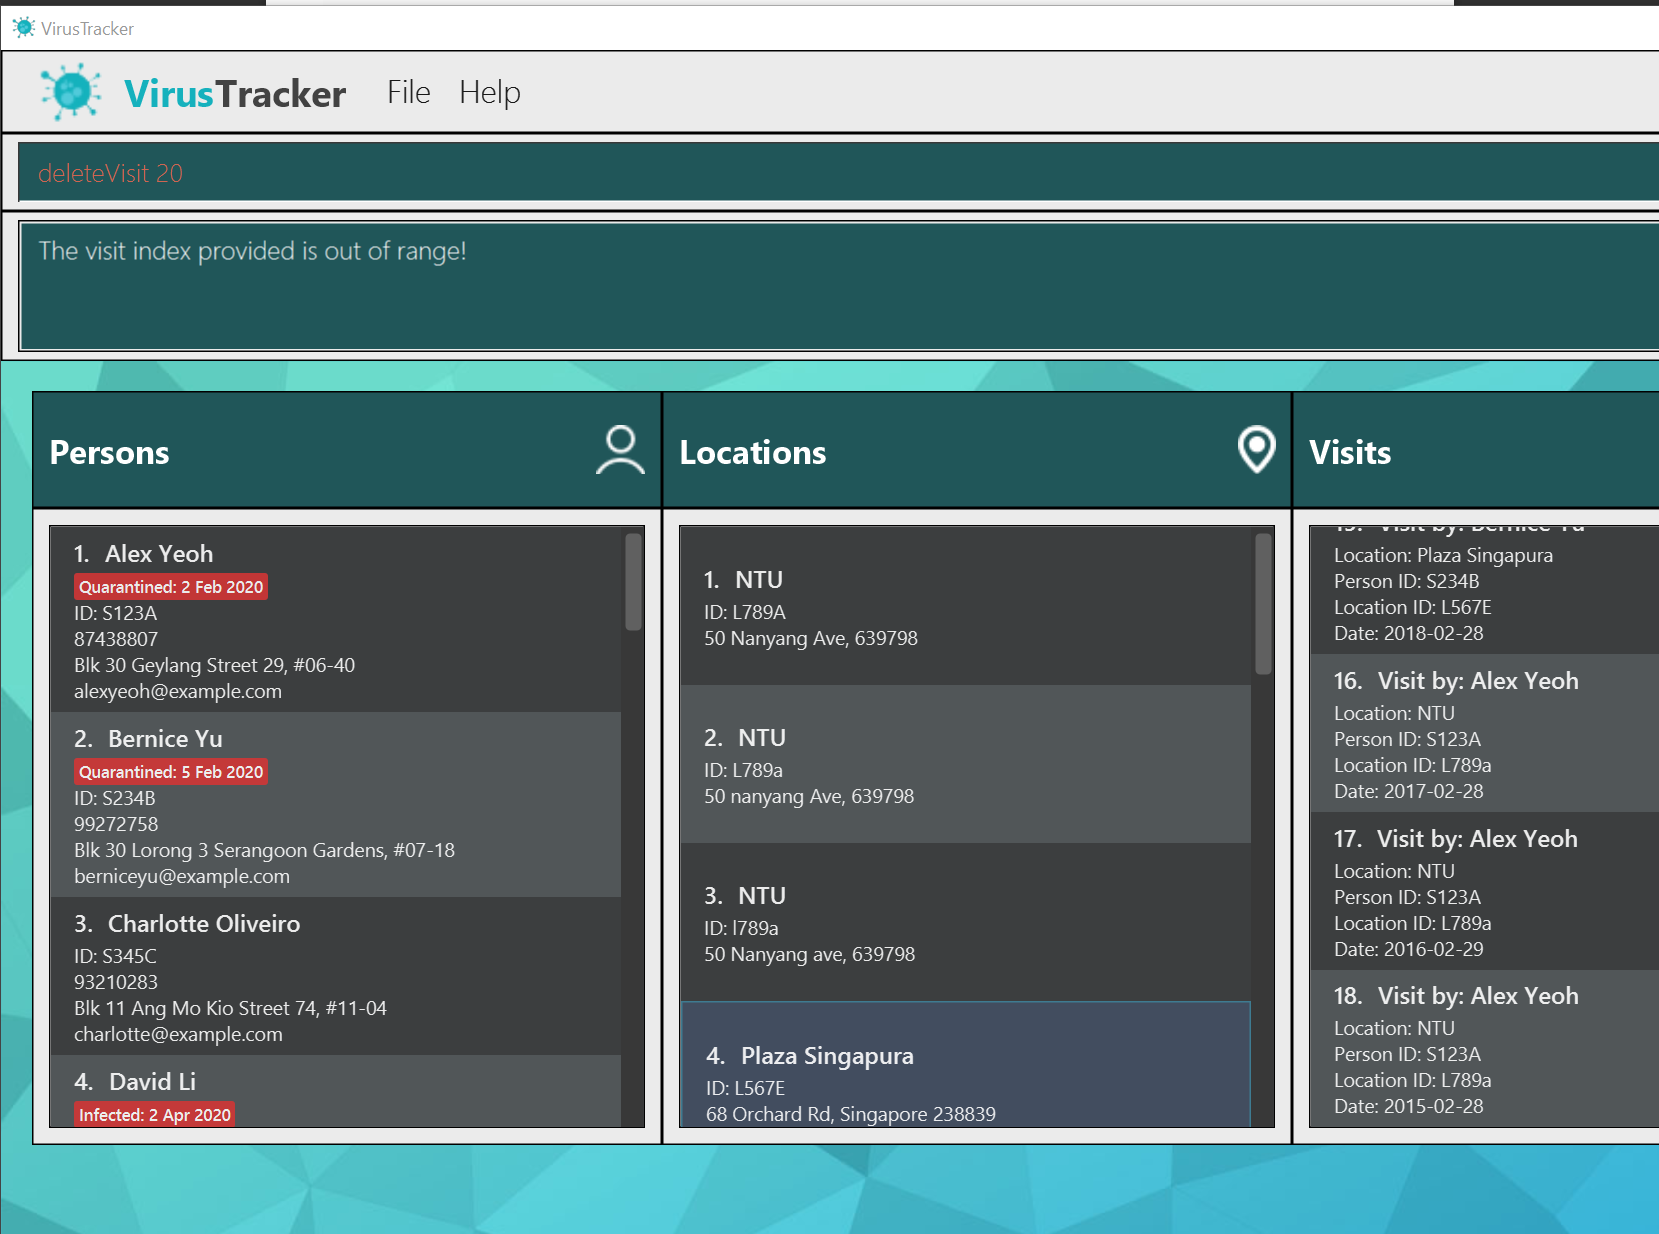 VirusTracker
VirusTracker File Help
deleteVisit 20
The visit index provided is out of range!
Persons
1. Alex Yeoh
Quarantined: 2 Feb 2020
ID: S123A
87438807
Blk 30 Geylang Street 29, #06-40
alexyeoh@example.com
2. Bernice Yu
Quarantined: 5 Feb 2020
ID: S234B
99272758
Blk 30 Lorong 3 Serangoon Gardens, #07-18
berniceyu@example.com
3. Charlotte Oliveiro
ID: S345C
93210283
Blk 11 Ang Mo Kio Street 74, #11-04
charlotte@example.com
4. David Li
Infected: 2 Apr 2020
Locations
1. NTU
ID: L789A
50 Nanyang Ave, 639798
2. NTU
ID: L789a
50 nanyang Ave, 639798
3. NTU
ID: l789a
50 Nanyang ave, 639798
4. Plaza Singapura
ID: L567E
68 Orchard Rd, Singapore 238839
Visits
15. Visit by: Bernice Yu
Location: Plaza Singapura
Person ID: S234B
Location ID: L567E
Date: 2018-02-28
16. Visit by: Alex Yeoh
Location: NTU
Person ID: S123A
Location ID: L789a
Date: 2017-02-28
17. Visit by: Alex Yeoh
Location: NTU
Person ID: S123A
Location ID: L789a
Date: 2016-02-29
18. Visit by: Alex Yeoh
Location: NTU
Person ID: S123A
Location ID: L789a
Date: 2015-02-28